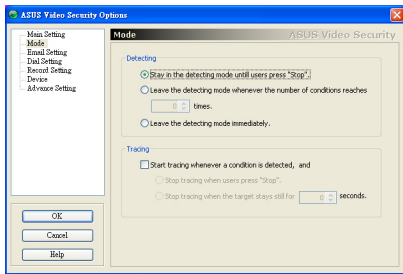 ASUS Video Security Options
Main Setting
Mode
Email Setting
Dial Setting
Record Setting
Device
Advance Setting
OK
Cancel
Help
Mode
ASUS Video Security
Detecting
Stay in the detecting mode untill users press "Stop".
Leave the detecting mode whenever the number of conditions reaches
0 times.
Leave the detecting mode immediately.
Tracing
Start tracing whenever a condition is detected, and
Stop tracing when users press "Stop".
Stop tracing when the target stays still for 0 seconds.